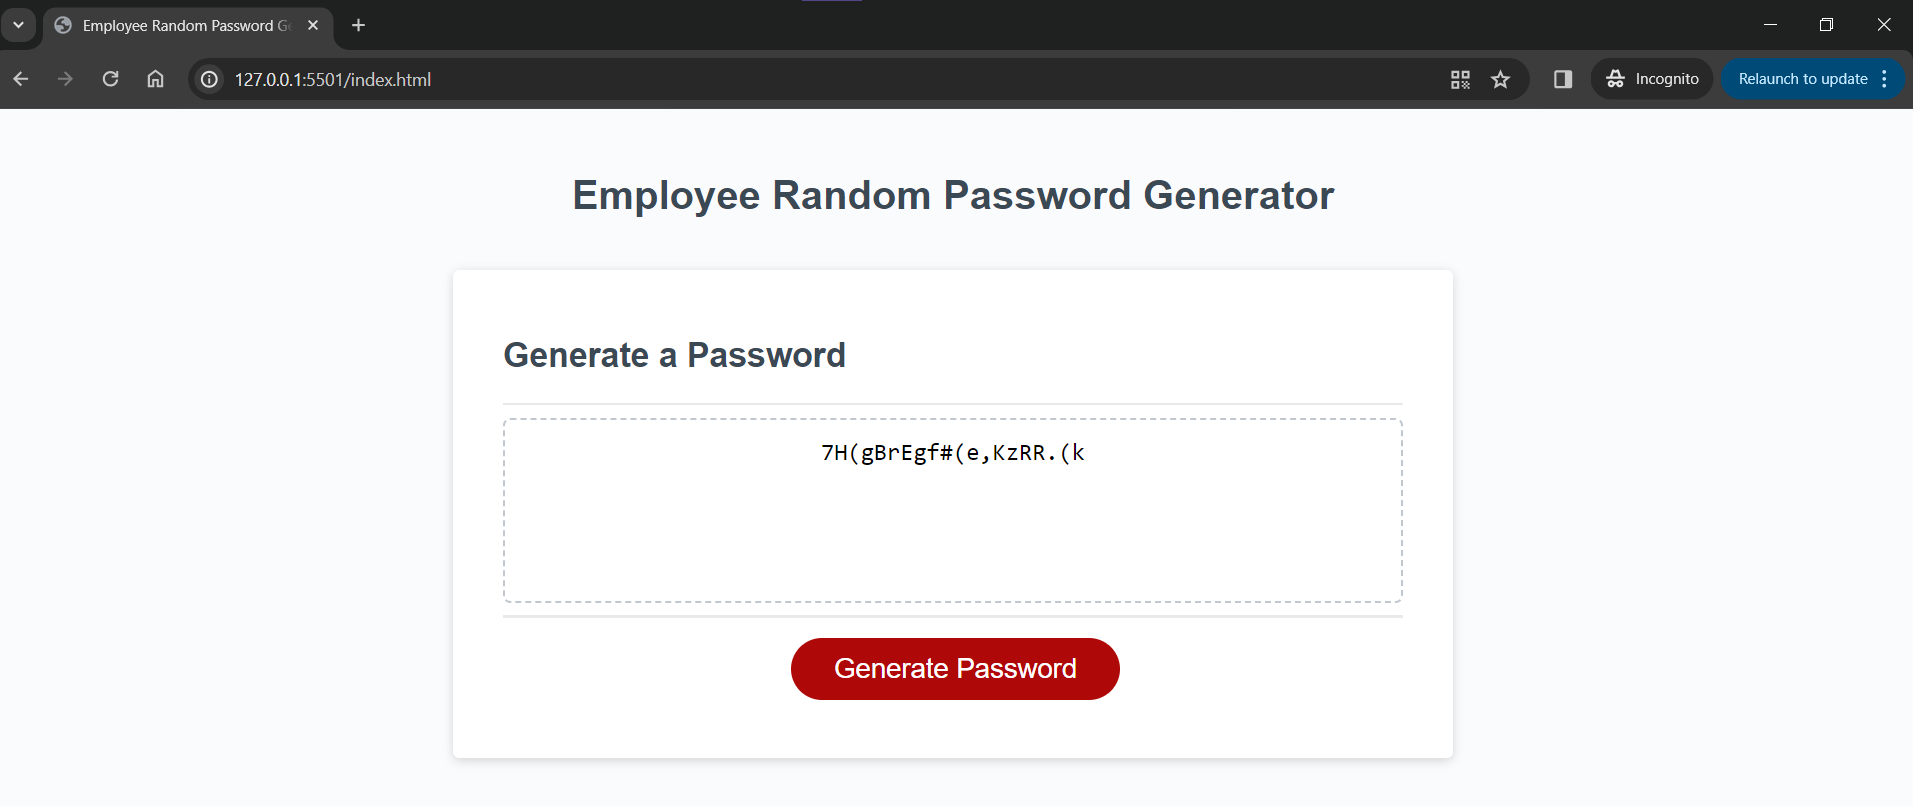 Employee Random Password G
127.0.0.1:5501/index.html
Incognito
Relaunch to update
Employee Random Password Generator
Generate a Password
7H(gBrEgf#(e,KzRR.(k
Generate Password